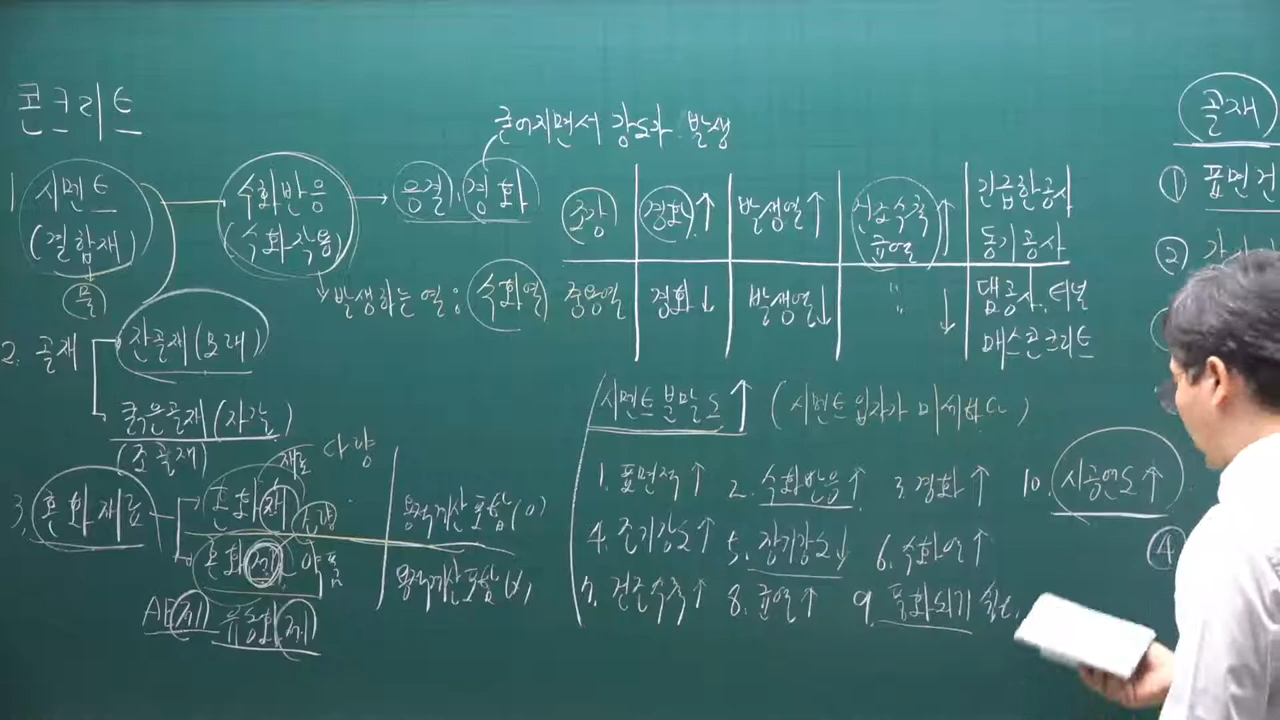 콘크리트
1. 시멘트 (결합재)
물
수화반응 (수화작용)
응결, 경화
굳어지면서 강도가 발생
발생하는 열 ; 수화열
2. 골재
잔골재(모래)
굵은골재(자갈)
(조골재)
3. 혼화재료
혼화재
재료 다량
혼화제
소량
약품
AE제 유동화제
용적계산 포함(O)
용적계산 포함(X)
조강 경화↑ 발생열↑ 건조수축 균열↑ 긴급한공사 동기공사
중용열 경화↓ 발생열↓ " ↓ 댐공사, 터널 매스콘크리트
시멘트 분말도↑ (시멘트 입자가 미세하다)
1. 표면적↑ 2. 수화반응↑ 3. 경화↑ 10. 시공연도↑
4. 조기강도↑ 5. 장기강도↓ 6. 수화열↑
7. 건조수축↑ 8. 균열↑ 9. 풍화되기 쉽다.
골재
① 표면건
②
④